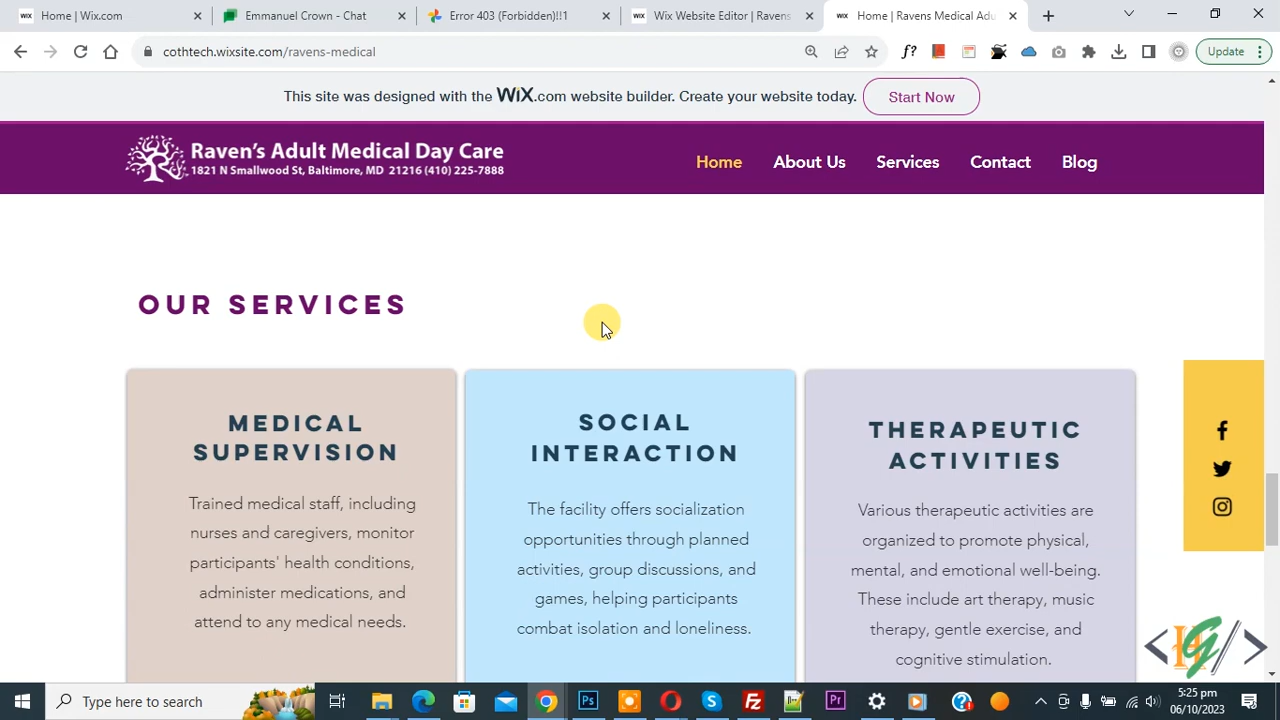 Home | Wix.com
Emmanuel Crown - Chat
Error 403 (Forbidden)!!1
Wix Website Editor | Ravens
Home | Ravens Medical Adu
cothtech.wixsite.com/ravens-medical
f?
Update
This site was designed with the WiX.com website builder. Create your website today.
Start Now
Raven's Adult Medical Day Care
1821 N Smallwood St, Baltimore, MD 21216 (410) 225-7888
Home
About Us
Services
Contact
Blog
OUR SERVICES
MEDICAL
SUPERVISION
Trained medical staff, including
nurses and caregivers, monitor
participants' health conditions,
administer medications, and
attend to any medical needs.
SOCIAL
INTERACTION
The facility offers socialization
opportunities through planned
activities, group discussions, and
games, helping participants
combat isolation and loneliness.
THERAPEUTIC
ACTIVITIES
Various therapeutic activities are
organized to promote physical,
mental, and emotional well-being.
These include art therapy, music
therapy, gentle exercise, and
cognitive stimulation.
Type here to search
5:25 pm
06/10/2023